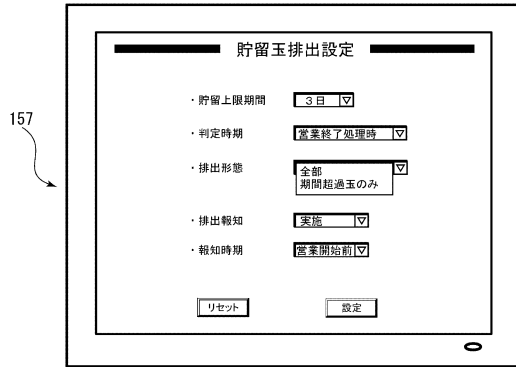 貯留玉排出設定
・貯留上限期間 3日 ▽
157
・判定時期 営業終了処理時 ▽
・排出形態 ▽
全部
期間超過玉のみ
・排出報知 実施 ▽
・報知時期 営業開始前 ▽
リセット 設定